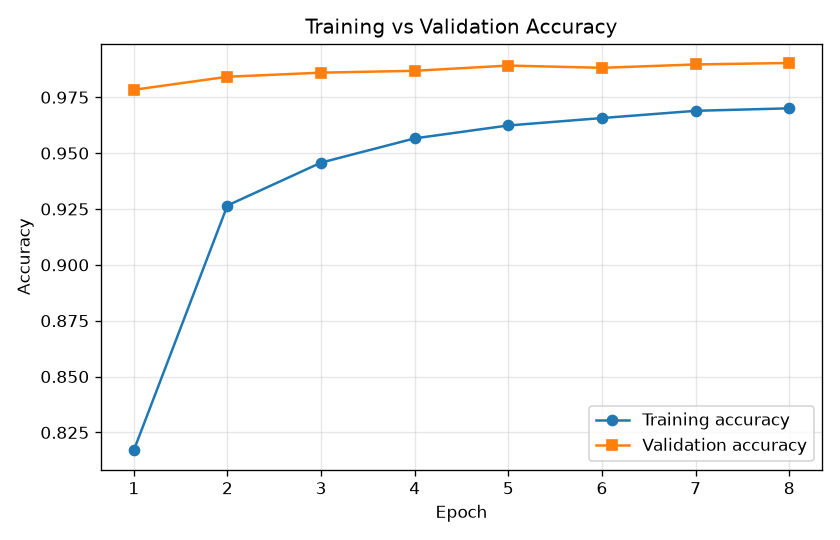 Training vs Validation Accuracy
0.975
0.950
0.925
0.900
0.875
0.850
0.825
Accuracy
Training accuracy
Validation accuracy
1 2 3 4 5 6 7 8
Epoch